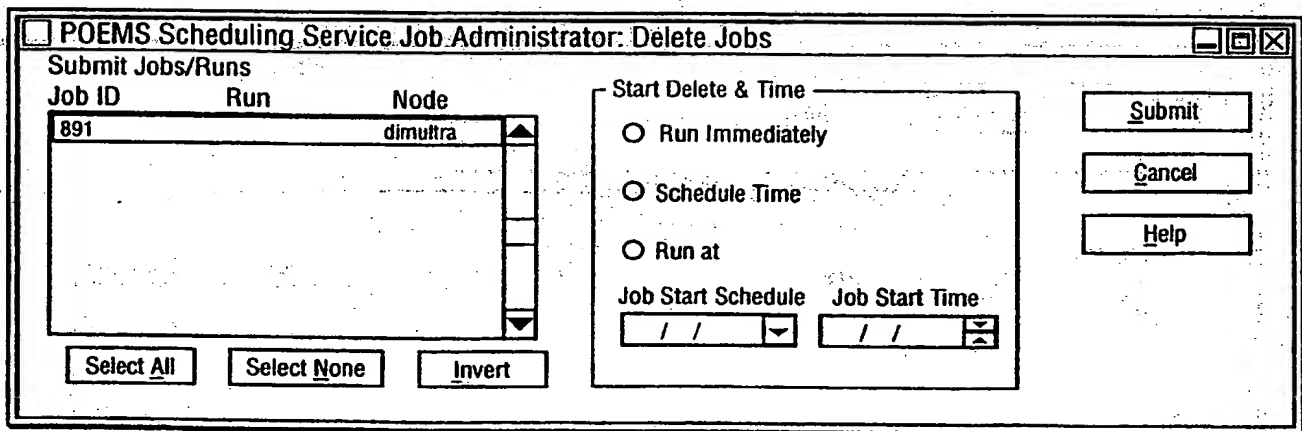 POEMS Scheduling Service Job Administrator: Delete Jobs
Submit Jobs/Runs
Job ID Run Node
891 dimultra
Select All Select None Invert
Start Delete & Time
Run Immediately
Schedule Time
Run at
Job Start Schedule Job Start Time
/ / / /
Submit
Cancel
Help